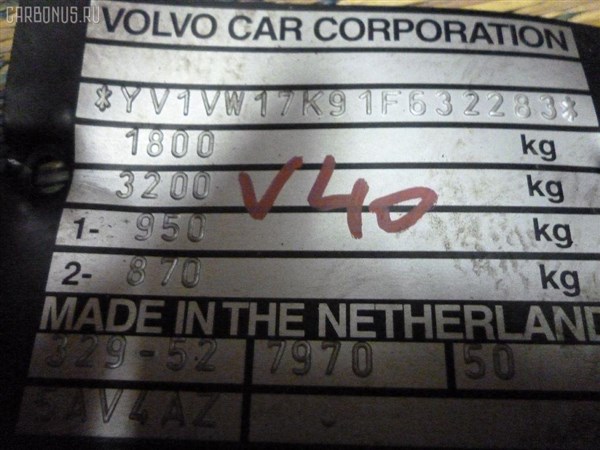 CARBONUS.RU
VOLVO CAR CORPORATION
*YV1VW17K91F632283*
1800 kg
3200 kg
V40
1- 950 kg
2- 870 kg
MADE IN THE NETHERLAND
329-52 7970 50
5AV4AZ -